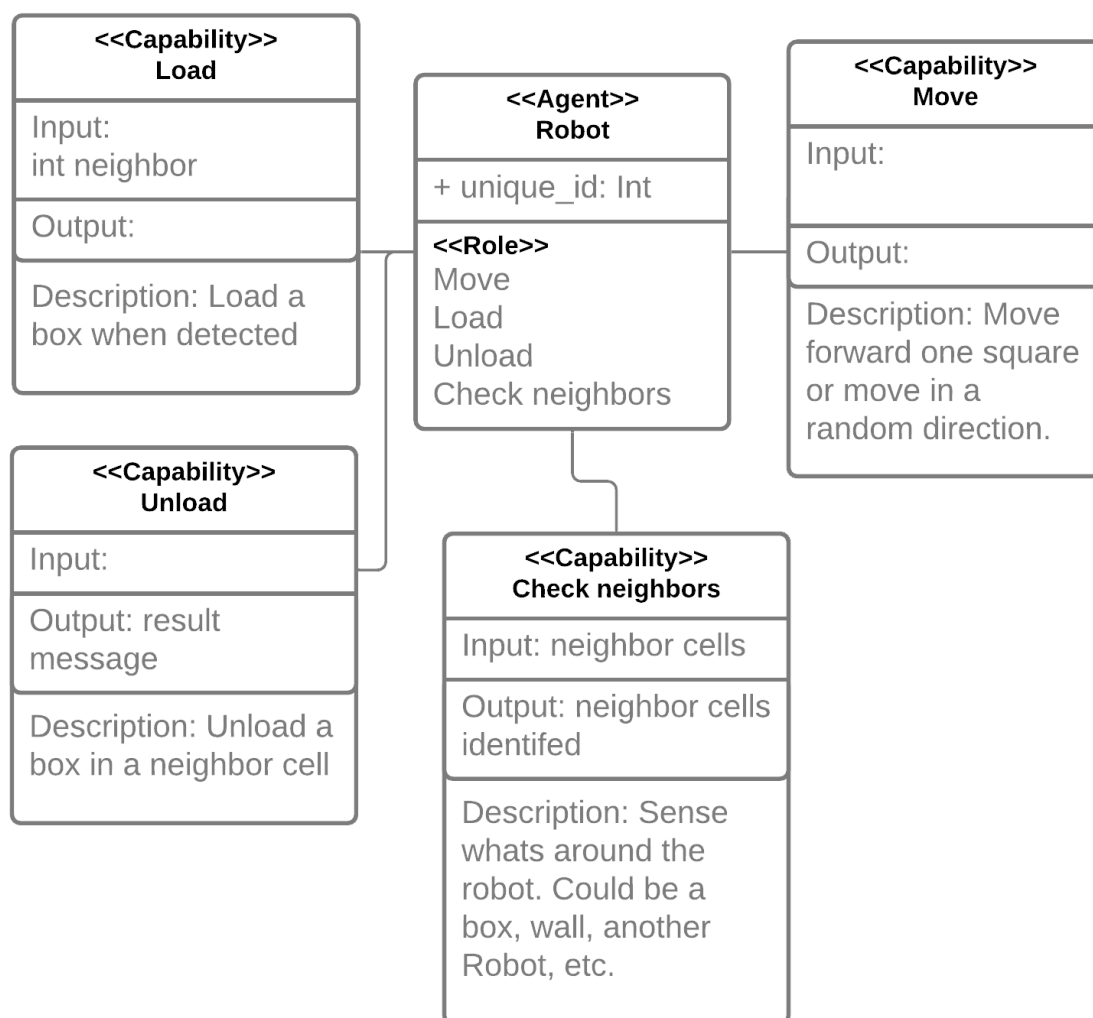 <<Capability>>
Load
Input:
int neighbor
Output:
Description: Load a
box when detected
<<Agent>>
Robot
+ unique_id: Int
<<Role>>
Move
Load
Unload
Check neighbors
<<Capability>>
Move
Input:
Output:
Description: Move
forward one square
or move in a
random direction.
<<Capability>>
Unload
Input:
Output: result
message
Description: Unload a
box in a neighbor cell
<<Capability>>
Check neighbors
Input: neighbor cells
Output: neighbor cells
identifed
Description: Sense
whats around the
robot. Could be a
box, wall, another
Robot, etc.